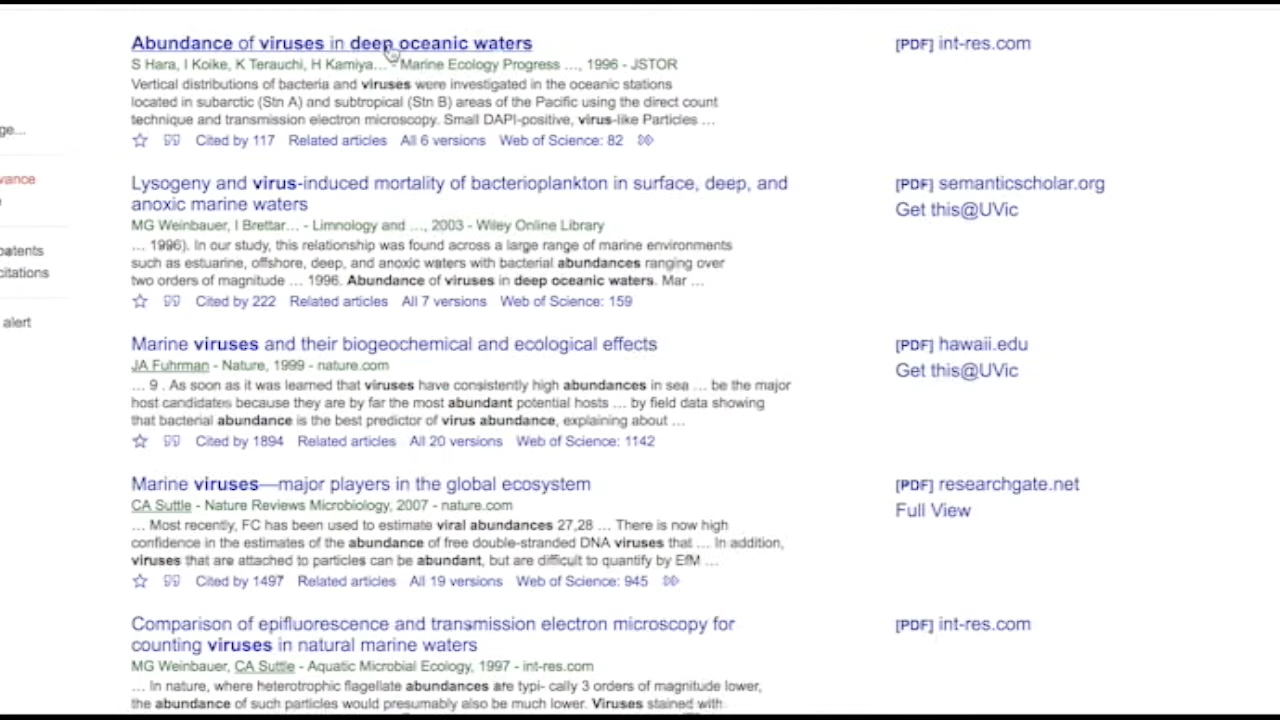 Abundance of viruses in deep oceanic waters
[PDF] int-res.com
S Hara, I Koike, K Terauchi, H Kamiya… - Marine Ecology Progress …, 1996 - JSTOR
Vertical distributions of bacteria and viruses were investigated in the oceanic stations
located in subarctic (Stn A) and subtropical (Stn B) areas of the Pacific using the direct count
technique and transmission electron microscopy. Small DAPI-positive, virus-like Particles …
Cited by 117 Related articles All 6 versions Web of Science: 82
ge...
vance
patents
citations
alert
Lysogeny and virus-induced mortality of bacterioplankton in surface, deep, and
anoxic marine waters
[PDF] semanticscholar.org
Get this@UVic
MG Weinbauer, I Brettar… - Limnology and …, 2003 - Wiley Online Library
… 1996). In our study, this relationship was found across a large range of marine environments
such as estuarine, offshore, deep, and anoxic waters with bacterial abundances ranging over
two orders of magnitude … 1996. Abundance of viruses in deep oceanic waters. Mar …
Cited by 222 Related articles All 7 versions Web of Science: 159
Marine viruses and their biogeochemical and ecological effects
[PDF] hawaii.edu
Get this@UVic
JA Fuhrman - Nature, 1999 - nature.com
… 9 . As soon as it was learned that viruses have consistently high abundances in sea … be the major
host candidates because they are by far the most abundant potential hosts … by field data showing
that bacterial abundance is the best predictor of virus abundance, explaining about …
Cited by 1894 Related articles All 20 versions Web of Science: 1142
Marine viruses—major players in the global ecosystem
[PDF] researchgate.net
Full View
CA Suttle - Nature Reviews Microbiology, 2007 - nature.com
… Most recently, FC has been used to estimate viral abundances 27,28 … There is now high
confidence in the estimates of the abundance of free double-stranded DNA viruses that … In addition,
viruses that are attached to particles can be abundant, but are difficult to quantify by EfM …
Cited by 1497 Related articles All 19 versions Web of Science: 945
Comparison of epifluorescence and transmission electron microscopy for
counting viruses in natural marine waters
[PDF] int-res.com
MG Weinbauer, CA Suttle - Aquatic Microbial Ecology, 1997 - int-res.com
… In nature, where heterotrophic flagellate abundances are typi- cally 3 orders of magnitude lower,
the abundance of such particles would presumably also be much lower. Viruses stained with